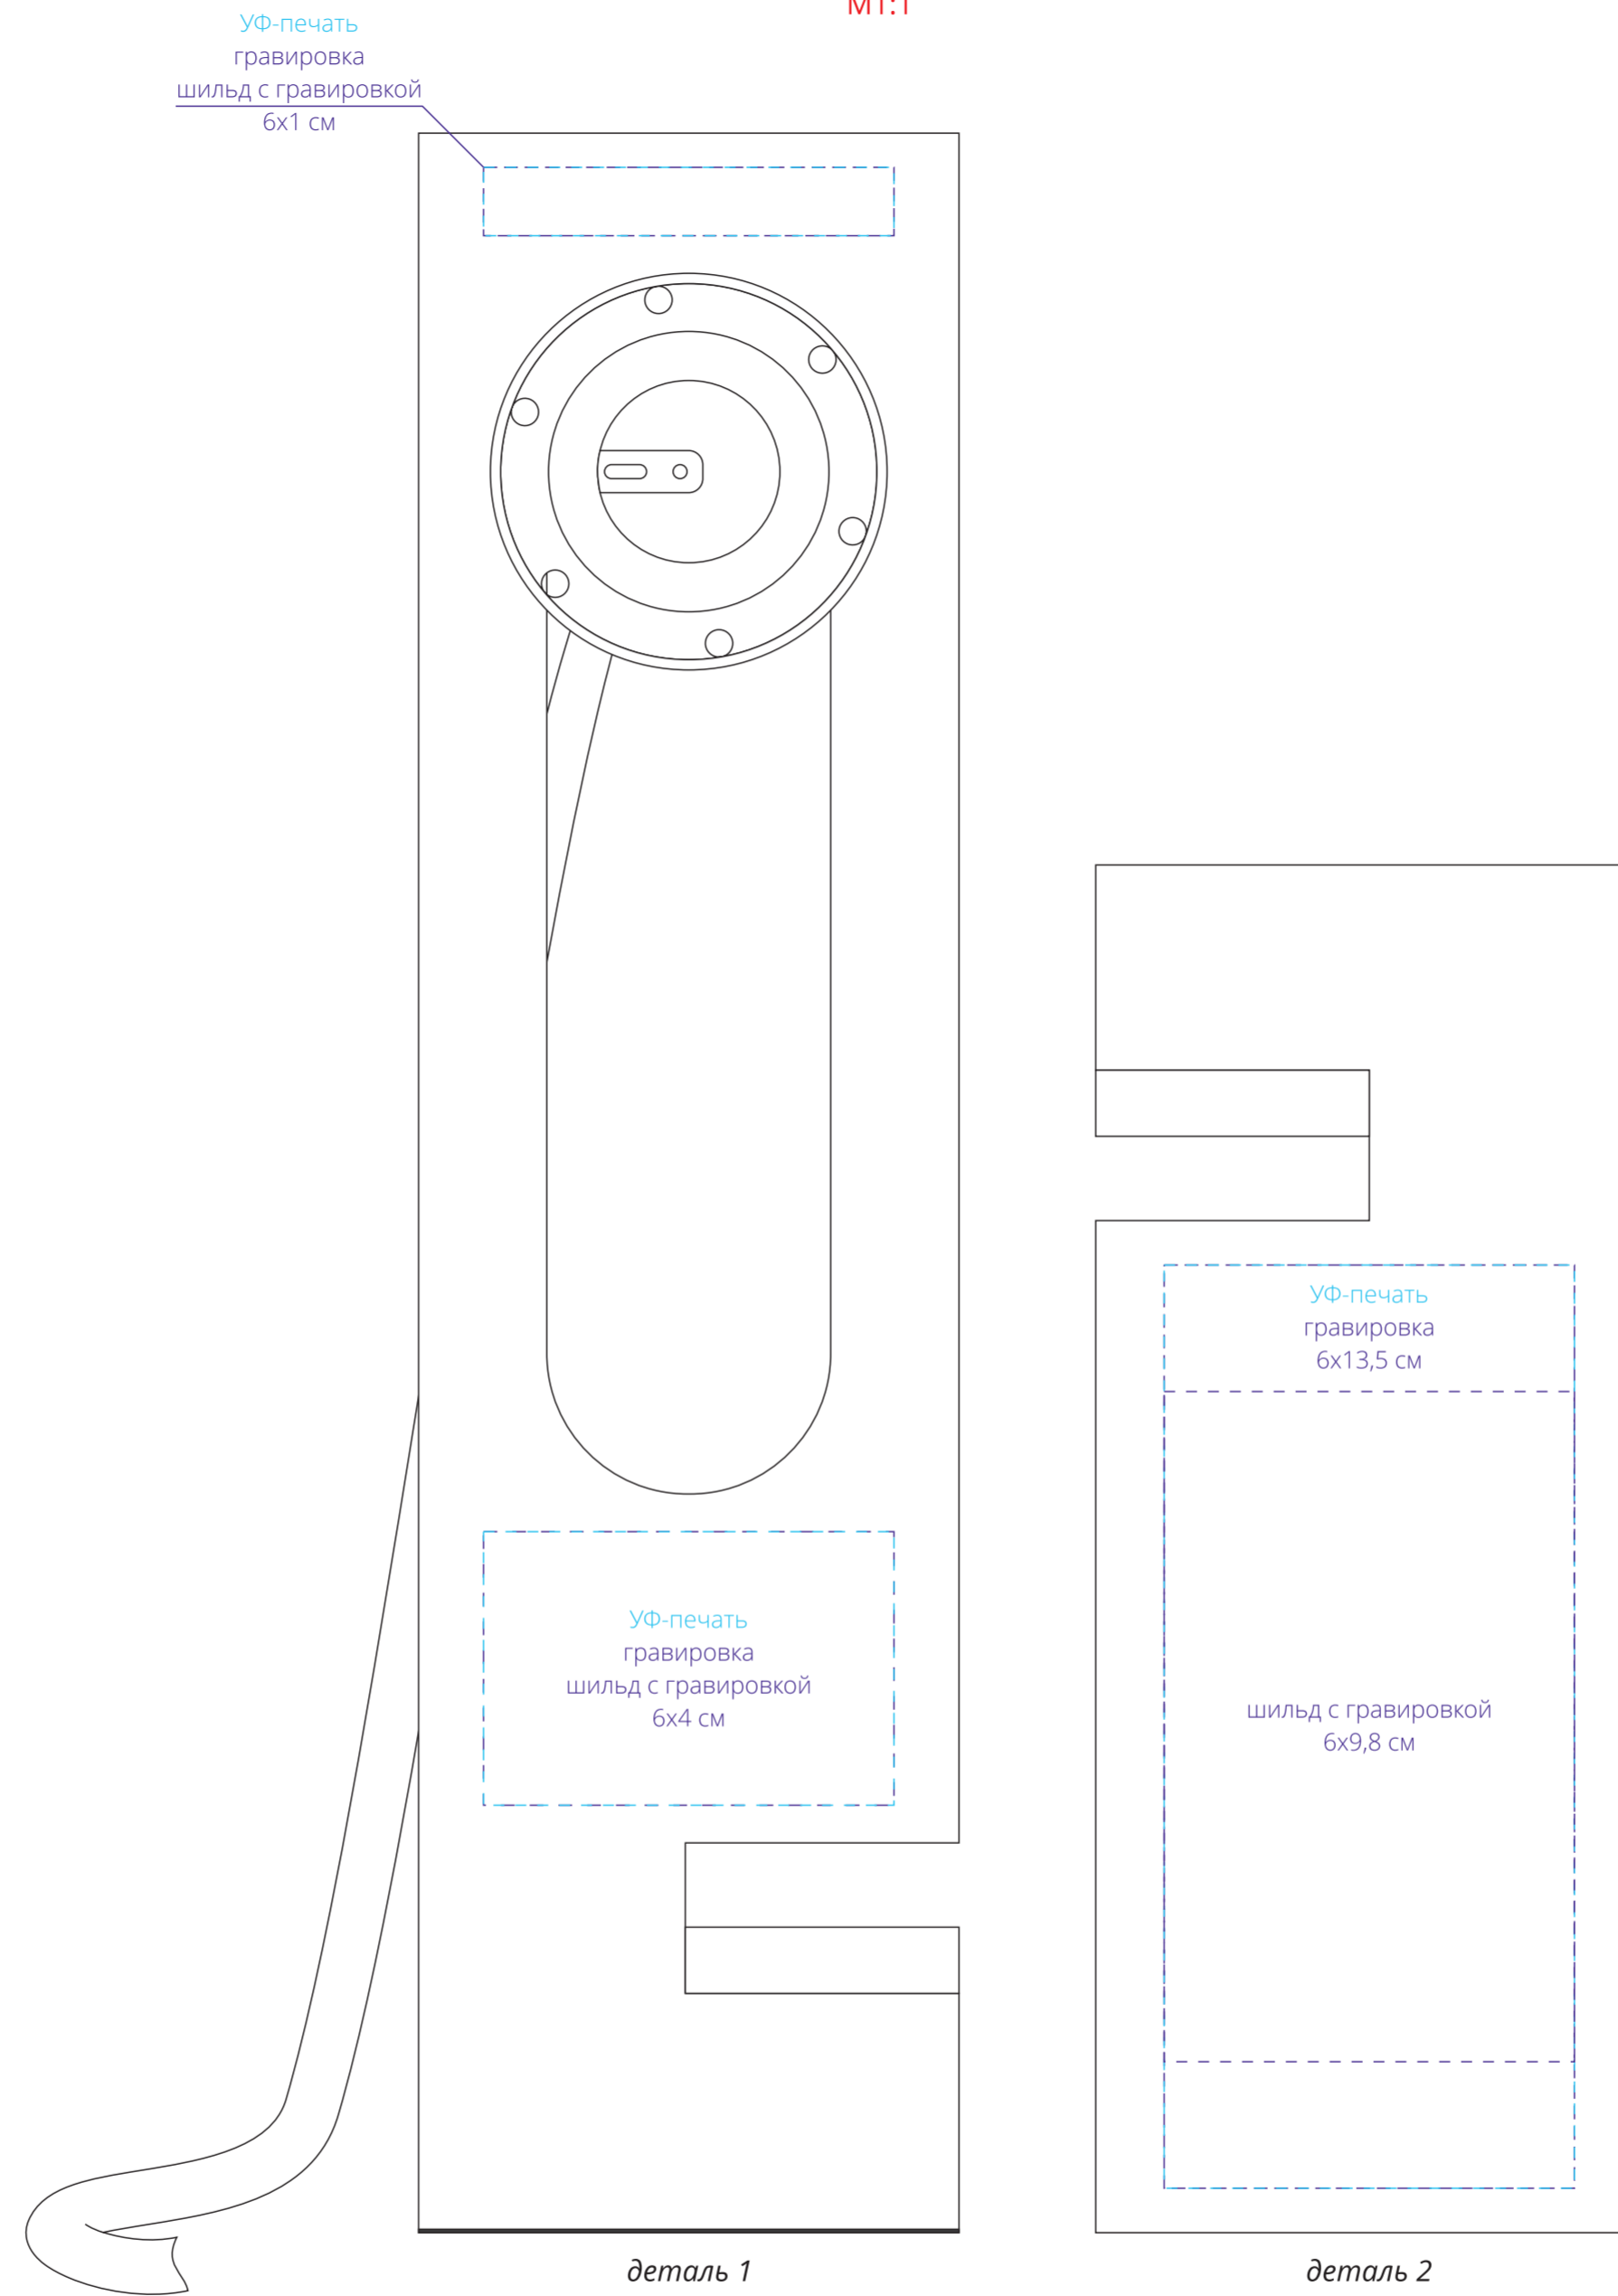 М1:1
УФ-печать
гравировка
шильд с гравировкой
6х1 см
УФ-печать
гравировка
6х13,5 см
УФ-печать
гравировка
шильд с гравировкой
6х4 см
шильд с гравировкой
6х9,8 см
деталь 1
деталь 2